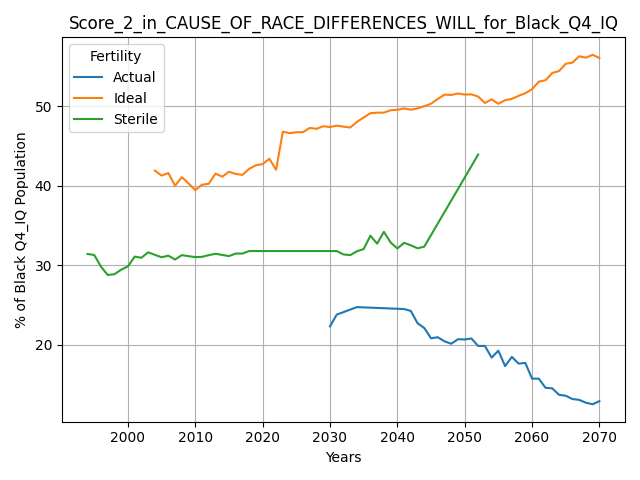 Score_2_in_CAUSE_OF_RACE_DIFFERENCES_WILL_for_Black_Q4_IQ
Fertility
Actual
Ideal
Sterile
% of Black Q4_IQ Population
50
40
30
20
2000 2010 2020 2030 2040 2050 2060 2070
Years